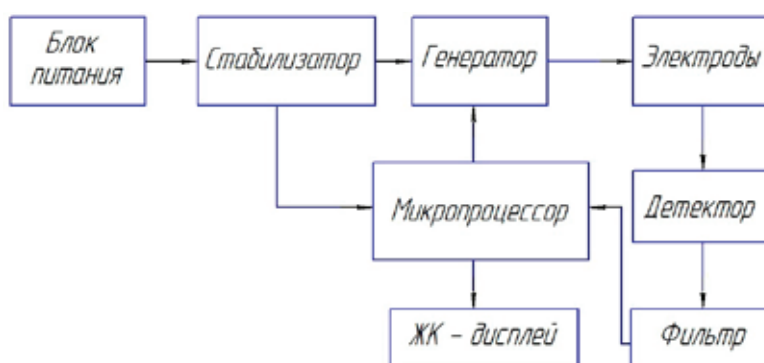 Блок
питания
Стабилизатор
Генератор
Электроды
Микропроцессор
Детектор
ЖК - дисплей
Фильтр